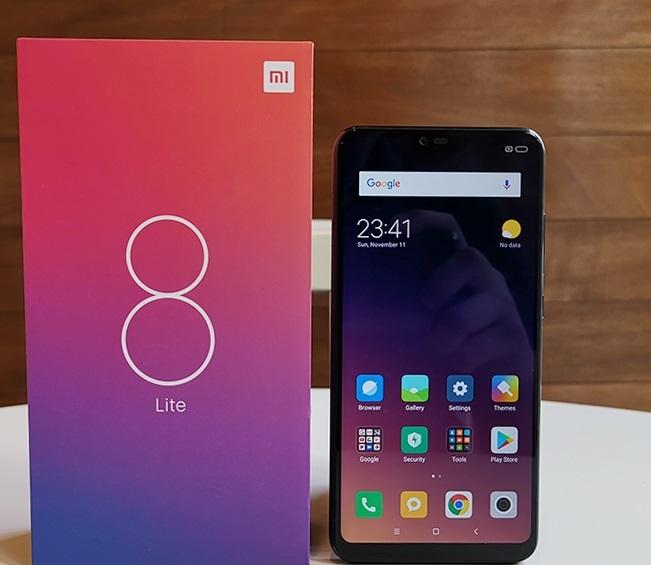 mi
8
Lite
Google
23:41
Sun, November 11
No data
Browser
Gallery
Settings
Themes
Google
Security
Tools
Play Store